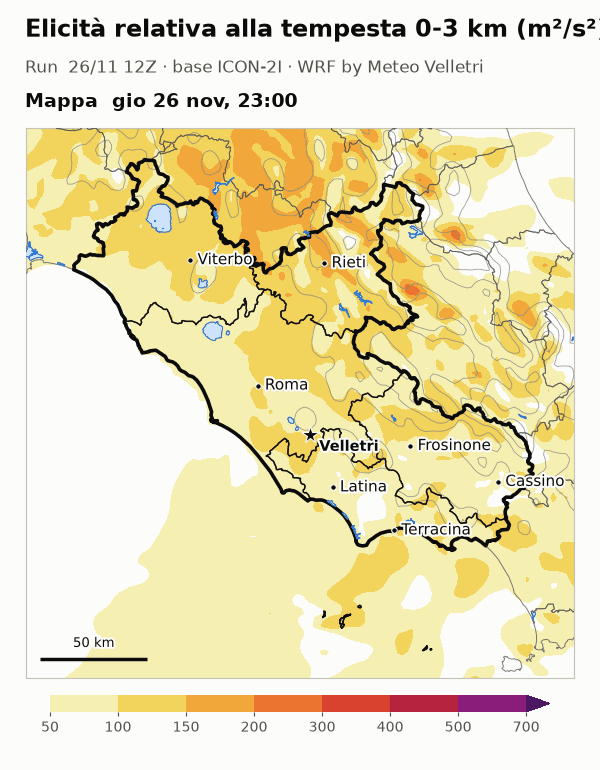 Elicità relativa alla tempesta 0-3 km (m²/s²)
Run  26/11 12Z · base ICON-2I · WRF by Meteo Velletri
Mappa  gio 26 nov, 23:00
Viterbo
Rieti
Roma
Velletri
Frosinone
Cassino
Latina
Terracina
50 km
50 100 150 200 300 400 500 700